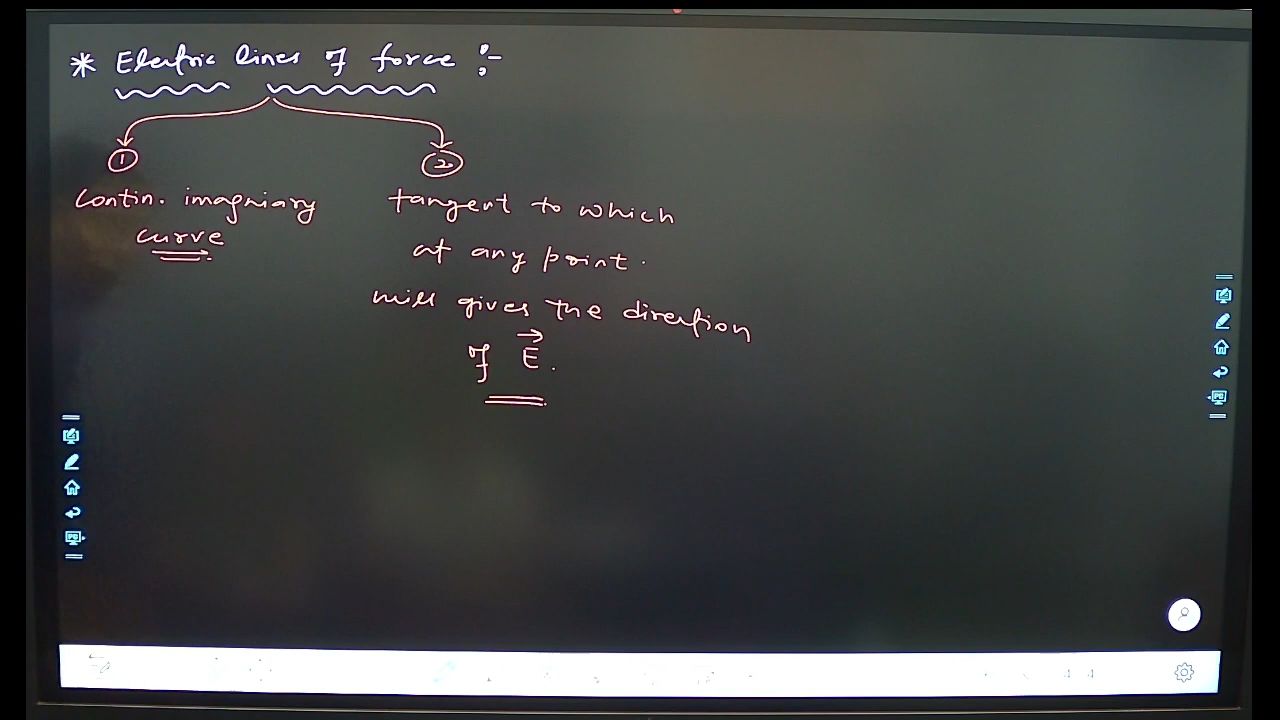 * Electric lines of force :-
① ②
Contin. imagniary
curve
tangent to which
at any point.
will gives the direction
of E⃗.